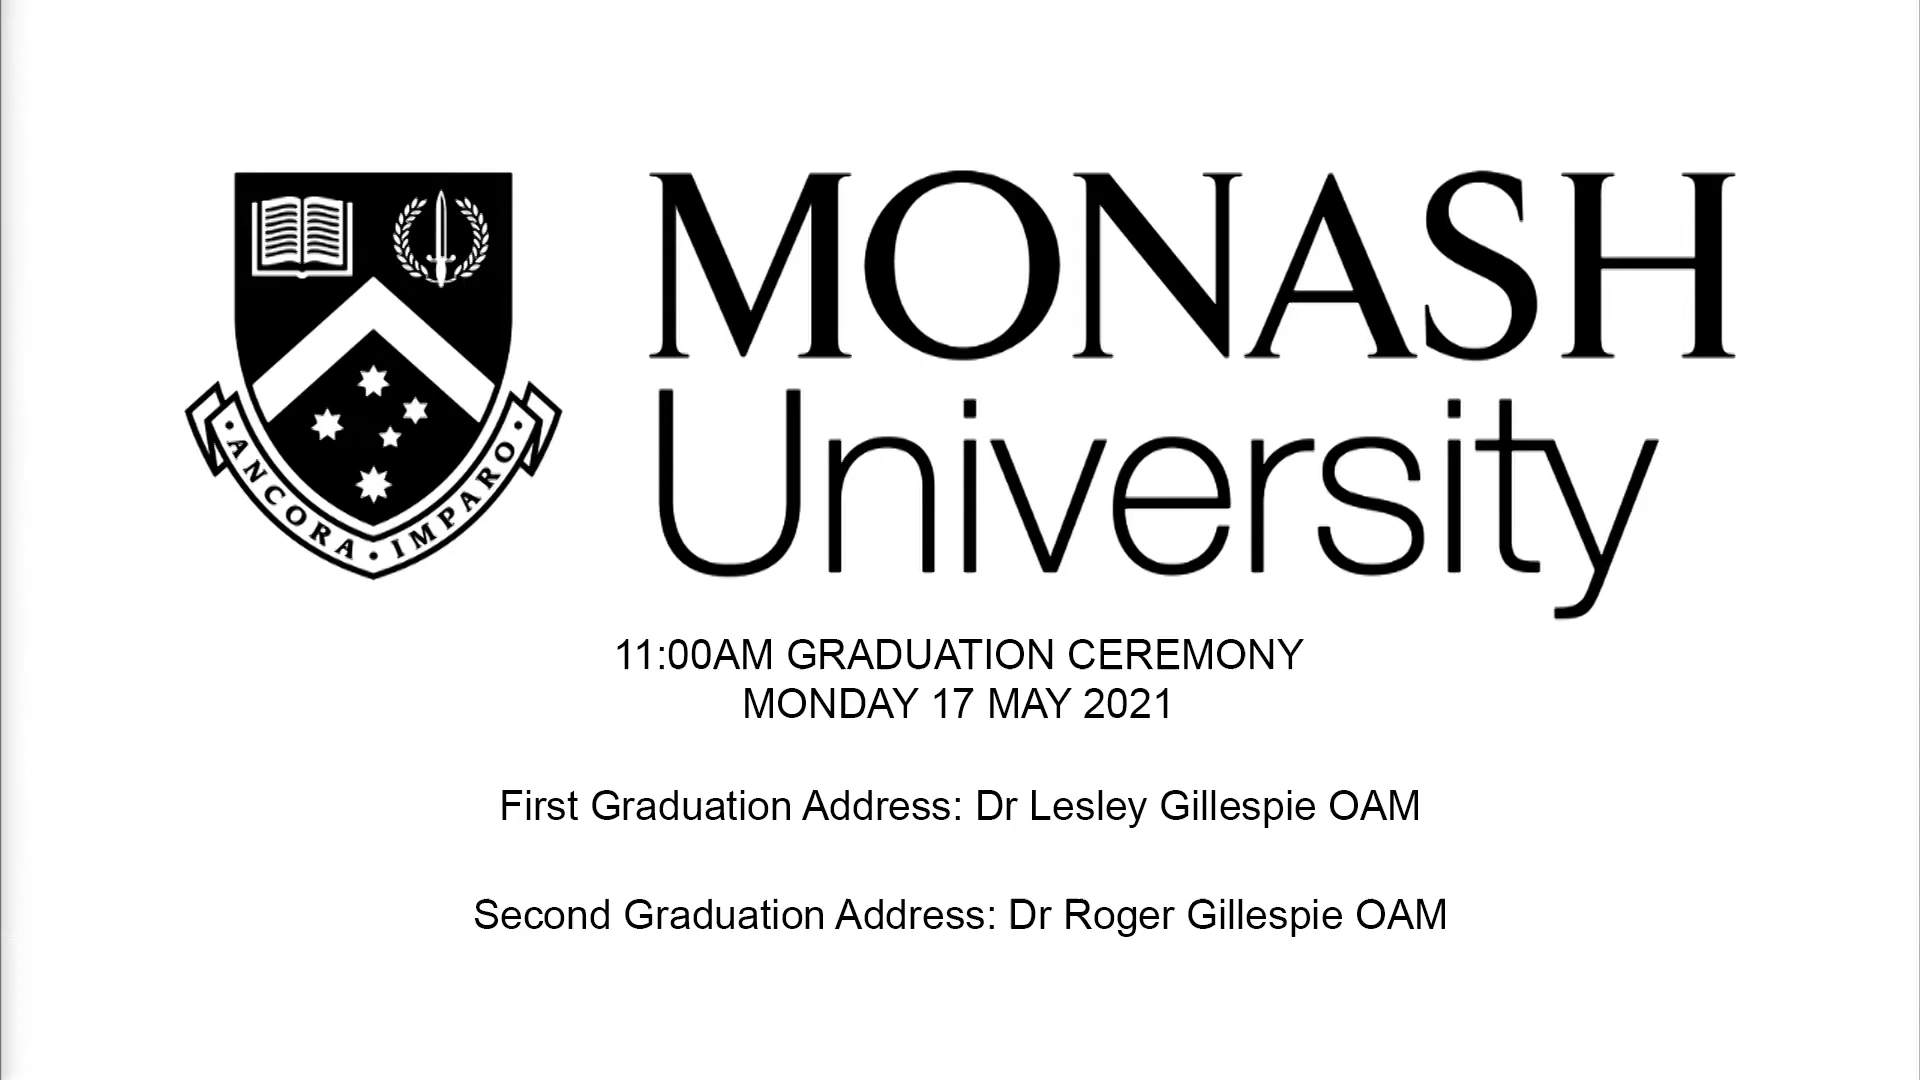 MONASH
University
ANCORA · IMPARO
11:00AM GRADUATION CEREMONY
MONDAY 17 MAY 2021
First Graduation Address: Dr Lesley Gillespie OAM
Second Graduation Address: Dr Roger Gillespie OAM